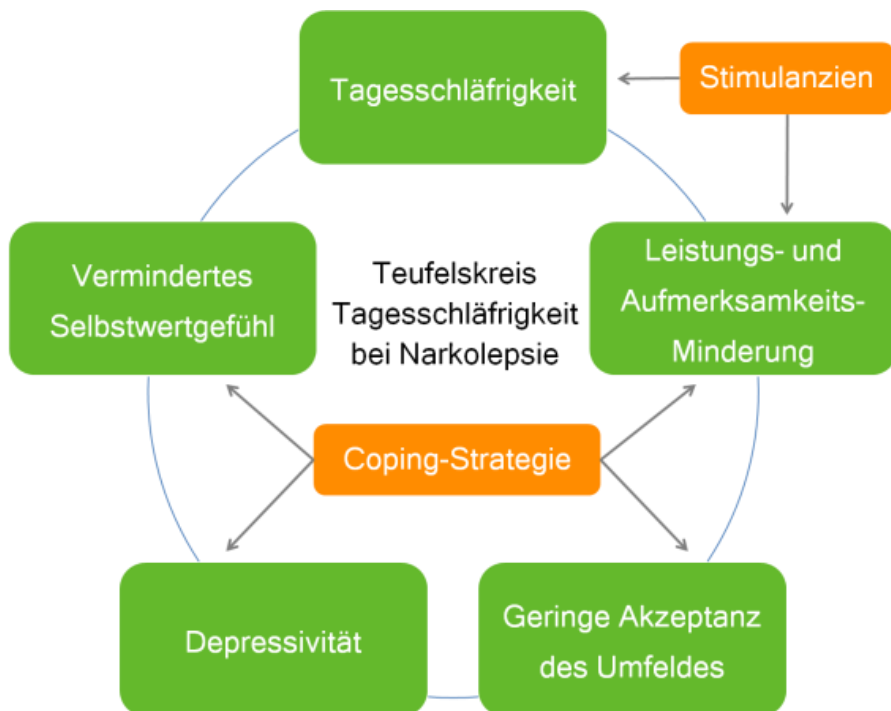 Tagesschläfrigkeit
Stimulanzien
Vermindertes
Selbstwertgefühl
Teufelskreis
Tagesschläfrigkeit
bei Narkolepsie
Leistungs- und
Aufmerksamkeits-
Minderung
Coping-Strategie
Depressivität
Geringe Akzeptanz
des Umfeldes